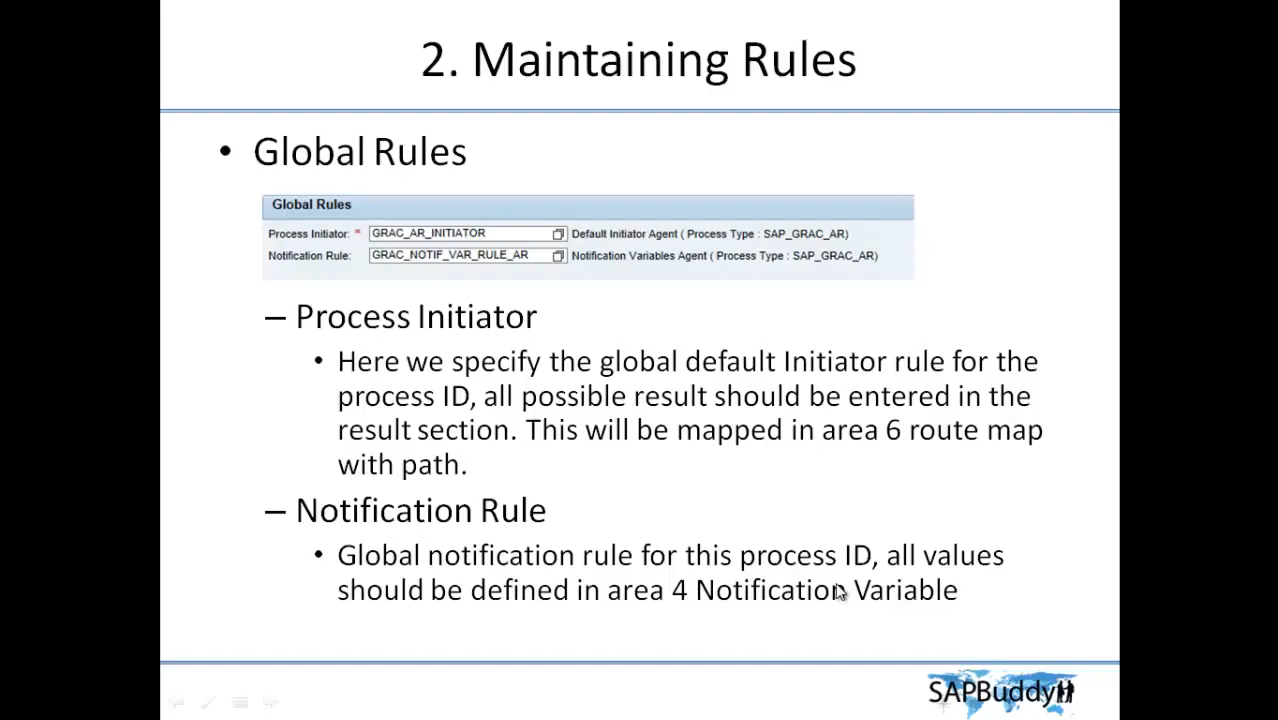 2. Maintaining Rules
• Global Rules
Global Rules
Process Initiator: * GRAC_AR_INITIATOR Default Initiator Agent ( Process Type : SAP_GRAC_AR)
Notification Rule: GRAC_NOTIF_VAR_RULE_AR Notification Variables Agent ( Process Type : SAP_GRAC_AR)
– Process Initiator
• Here we specify the global default Initiator rule for the
process ID, all possible result should be entered in the
result section. This will be mapped in area 6 route map
with path.
– Notification Rule
• Global notification rule for this process ID, all values
should be defined in area 4 Notification Variable
SAPBuddy